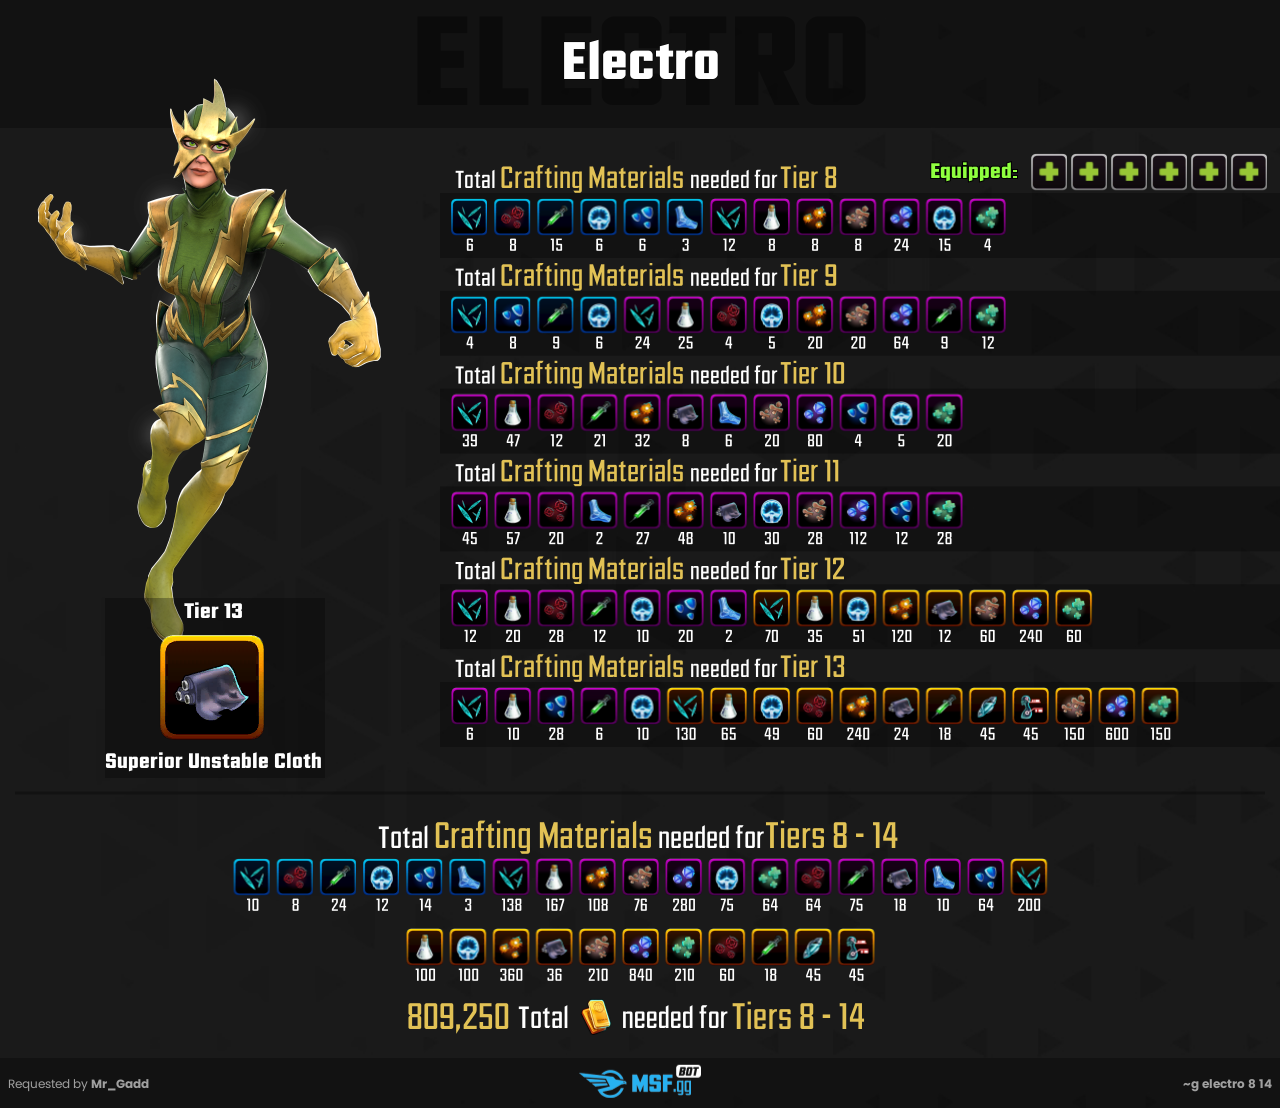 ELECTRO
Electro
Equipped:
Total Crafting Materials needed for Tier 8
6 8 15 6 6 3 12 8 8 8 24 15 4
Total Crafting Materials needed for Tier 9
4 8 9 6 24 25 4 5 20 20 64 9 12
Total Crafting Materials needed for Tier 10
39 47 12 21 32 8 6 20 80 4 5 20
Total Crafting Materials needed for Tier 11
45 57 20 2 27 48 10 30 28 112 12 28
Total Crafting Materials needed for Tier 12
12 20 28 12 10 20 2 70 35 51 120 12 60 240 60
Total Crafting Materials needed for Tier 13
6 10 28 6 10 130 65 49 60 240 24 18 45 45 150 600 150
Tier 13
Superior Unstable Cloth
Total Crafting Materials needed for Tiers 8 - 14
10 8 24 12 14 3 138 167 108 76 280 75 64 64 75 18 10 64 200
100 100 360 36 210 840 210 60 18 45 45
809,250 Total needed for Tiers 8 - 14
Requested by Mr_Gadd
MSF.gg BOT
~g electro 8 14